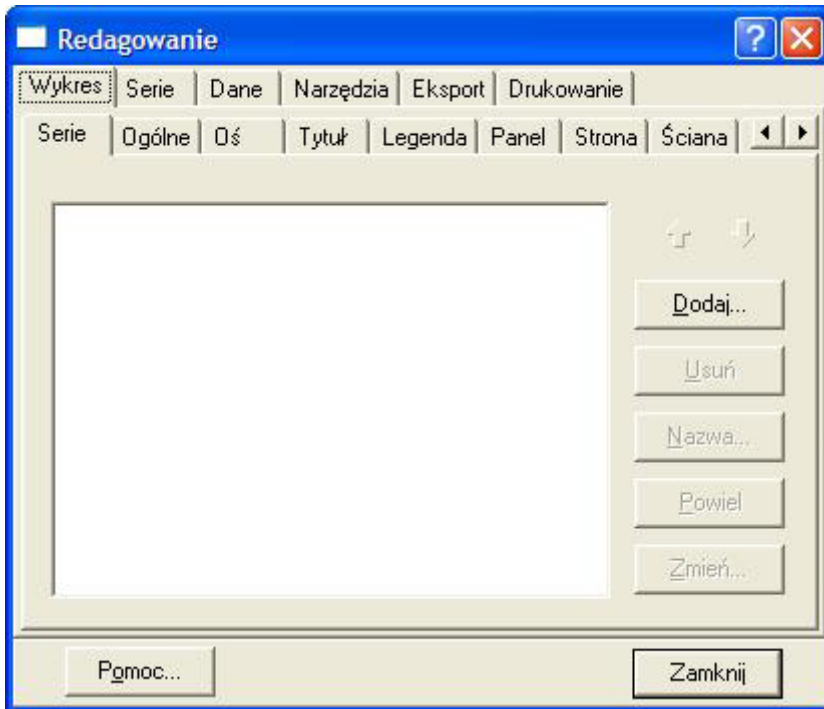 Redagowanie
Wykres Serie Dane Narzędzia Eksport Drukowanie
Serie Ogólne Oś Tytuł Legenda Panel Strona Ściana
Dodaj...
Usuń
Nazwa...
Powiel
Zmień...
Pomoc... Zamknij